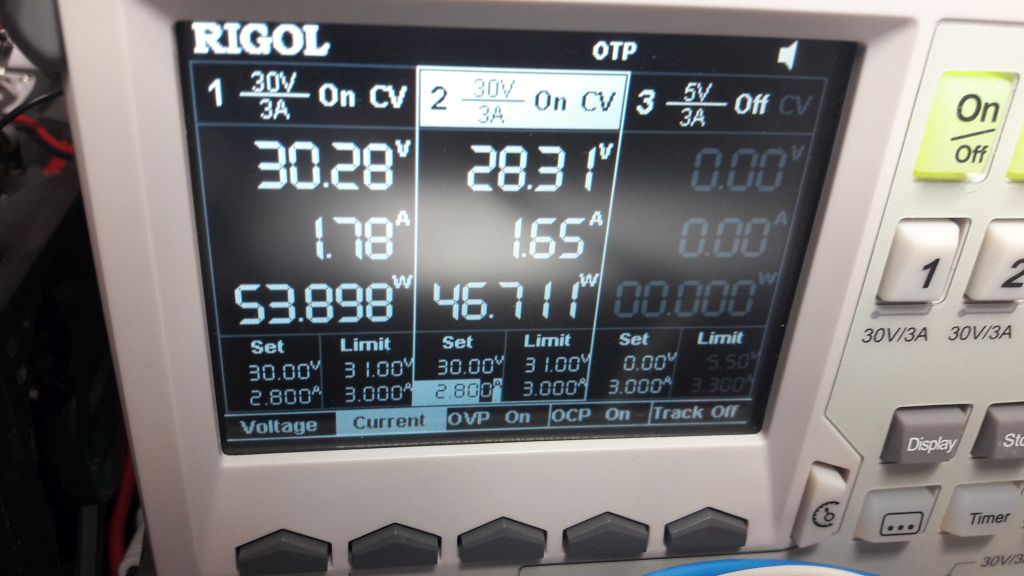 RIGOL OTP
1 30V/3A On CV 2 30V/3A On CV 3 5V/3A Off CV
30.28V 28.31V 0.00V
1.78A 1.65A 0.00A
53.898W 46.711W 00.000W
Set Limit Set Limit Set Limit
30.00V 31.00V 30.00V 31.00V 0.00V 5.50V
2.800A 3.000A 2.800A 3.000A 3.000A 3.300A
Voltage Current OVP On OCP On Track Off
On
Off
1 2
30V/3A 30V/3A
Display
Timer